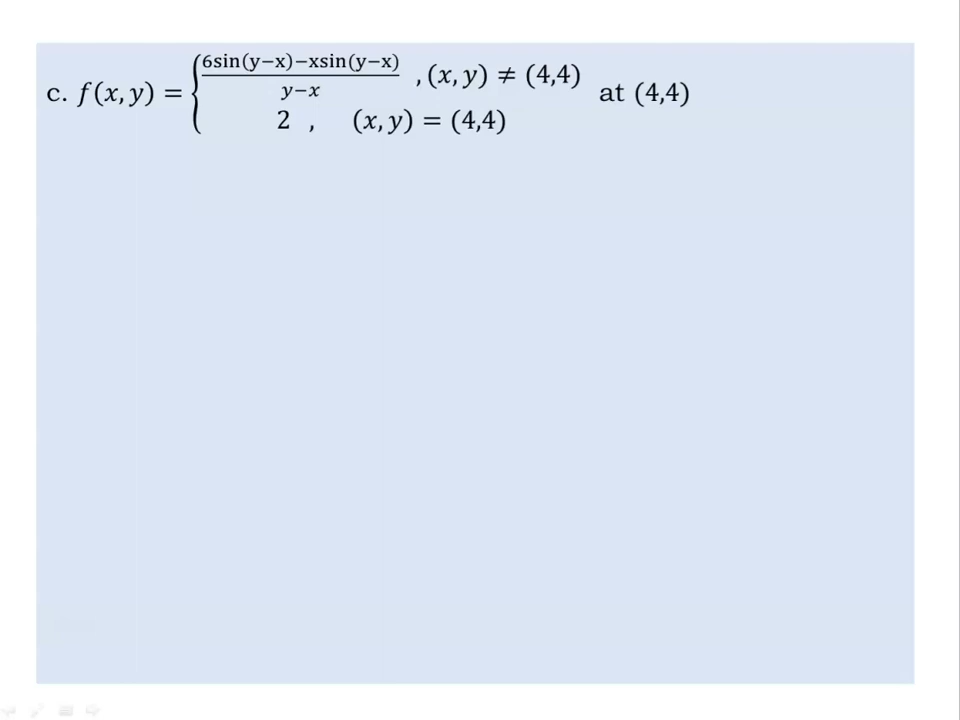 c. f(x, y) = { (6sin(y−x)−xsin(y−x))/(y−x) , (x, y) ≠ (4,4) at (4,4)
2 , (x, y) = (4,4)